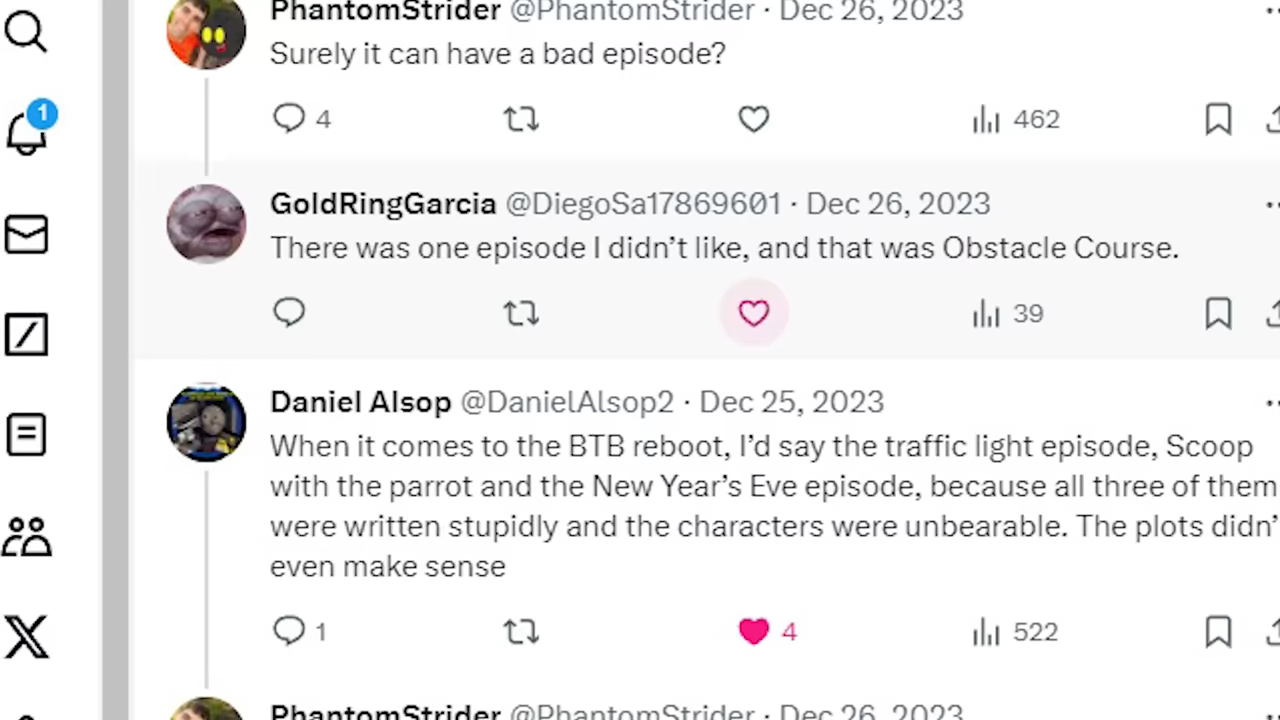 PhantomStrider @PhantomStrider · Dec 26, 2023
Surely it can have a bad episode?
4 462
1
GoldRingGarcia @DiegoSa17869601 · Dec 26, 2023
There was one episode I didn’t like, and that was Obstacle Course.
39
Daniel Alsop @DanielAlsop2 · Dec 25, 2023
When it comes to the BTB reboot, I’d say the traffic light episode, Scoop
with the parrot and the New Year’s Eve episode, because all three of them
were written stupidly and the characters were unbearable. The plots didn’
even make sense
1 4 522
PhantomStrider @PhantomStrider · Dec 26, 2023